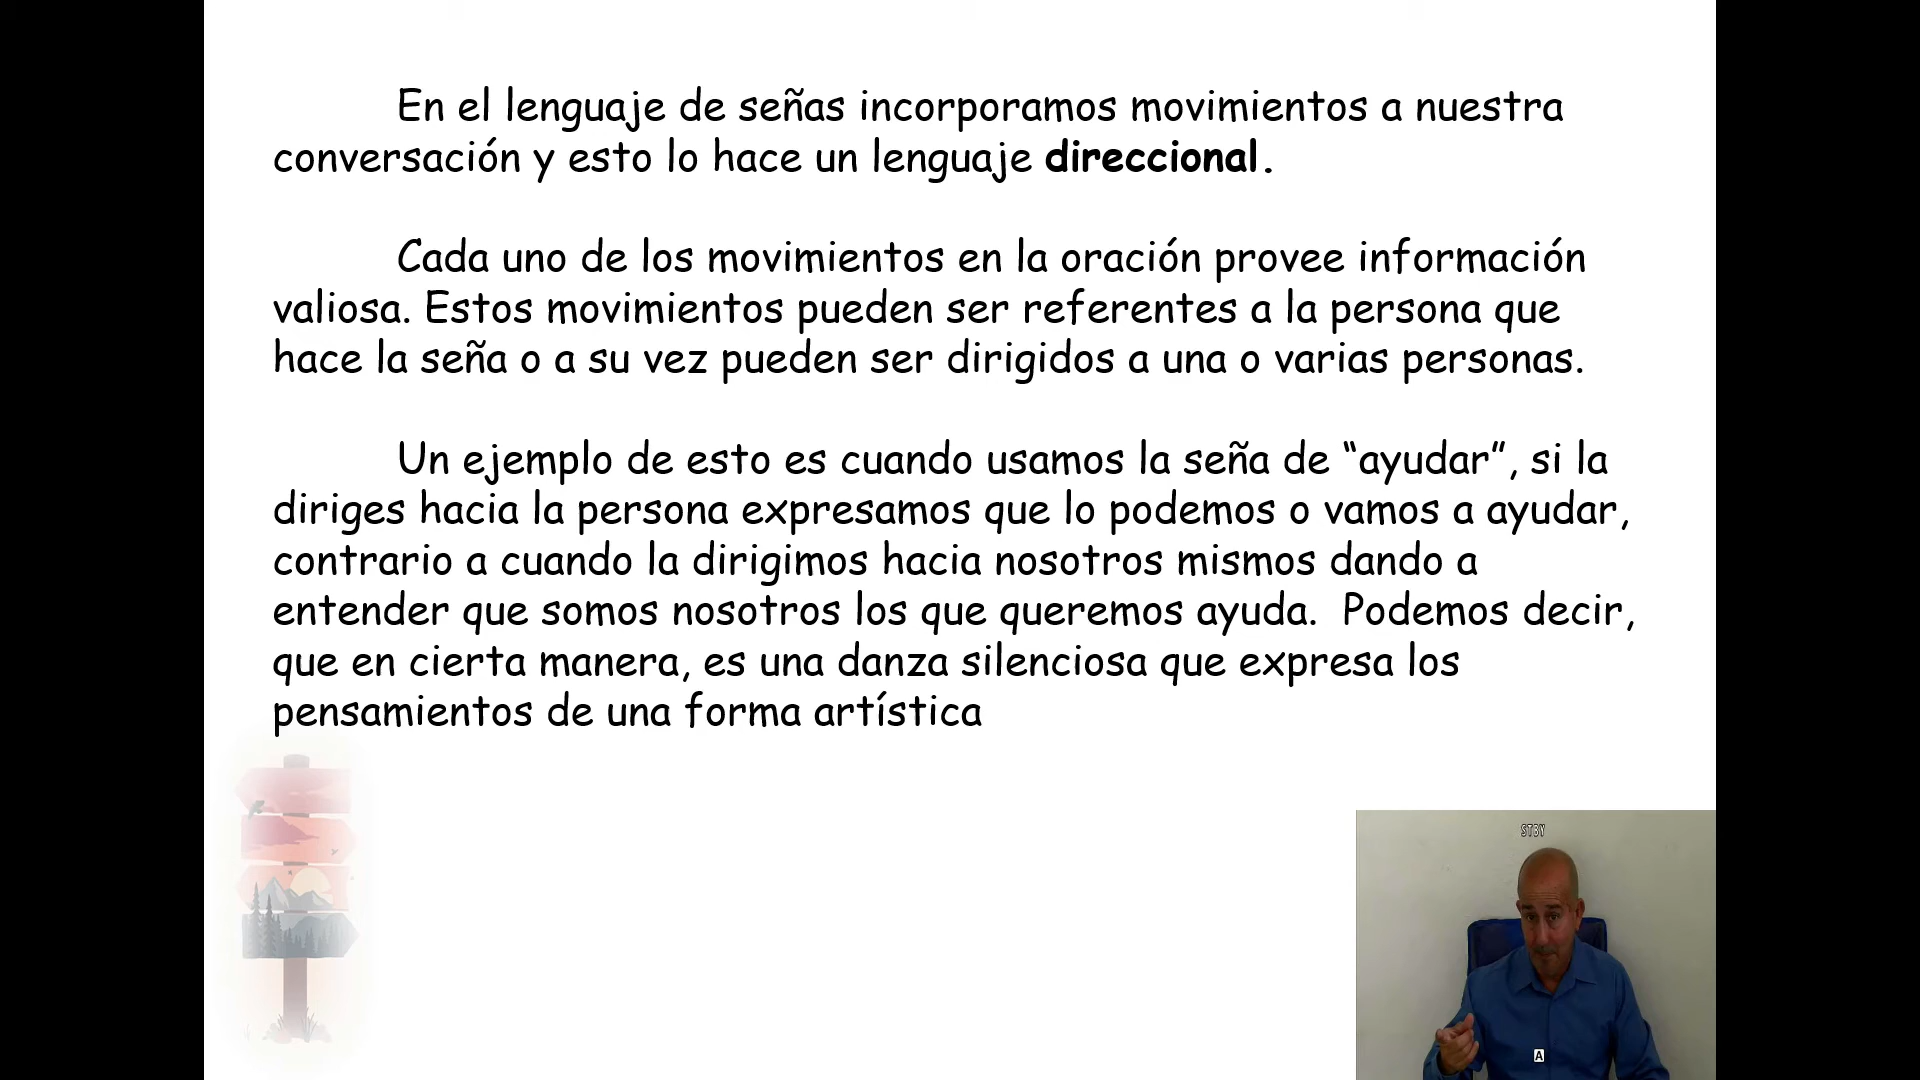 En el lenguaje de señas incorporamos movimientos a nuestra
conversación y esto lo hace un lenguaje direccional.
Cada uno de los movimientos en la oración provee información
valiosa. Estos movimientos pueden ser referentes a la persona que
hace la seña o a su vez pueden ser dirigidos a una o varias personas.
Un ejemplo de esto es cuando usamos la seña de “ayudar”, si la
diriges hacia la persona expresamos que lo podemos o vamos a ayudar,
contrario a cuando la dirigimos hacia nosotros mismos dando a
entender que somos nosotros los que queremos ayuda.  Podemos decir,
que en cierta manera, es una danza silenciosa que expresa los
pensamientos de una forma artística
STBY
A